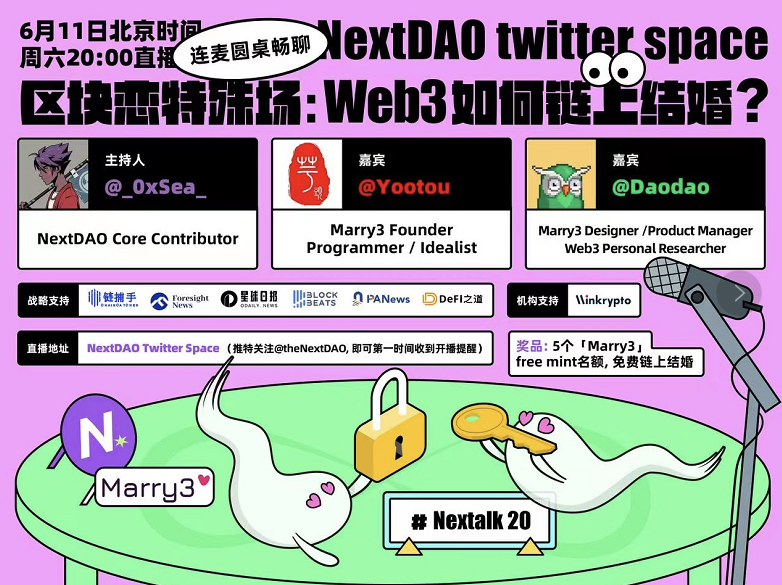 6月11日北京时间
周六20:00直播
连麦圆桌畅聊
NextDAO twitter space
区块恋特殊场：Web3如何链上结婚？
主持人
@_0xSea_
NextDAO Core Contributor
嘉宾
@Yootou
Marry3 Founder
Programmer / Idealist
嘉宾
@Daodao
Marry3 Designer /Product Manager
Web3 Personal Researcher
战略支持
链捕手
CHAINCATCHER
Foresight
News
星球日报
ODAILY.NEWS
BLOCK
BEATS
PANews
DeFi之道
机构支持
Winkrypto
直播地址
NextDAO Twitter Space（推特关注@theNextDAO, 即可第一时间收到开播提醒）
奖品：5个「Marry3」
free mint名额, 免费链上结婚
N
Marry3
# Nextalk 20